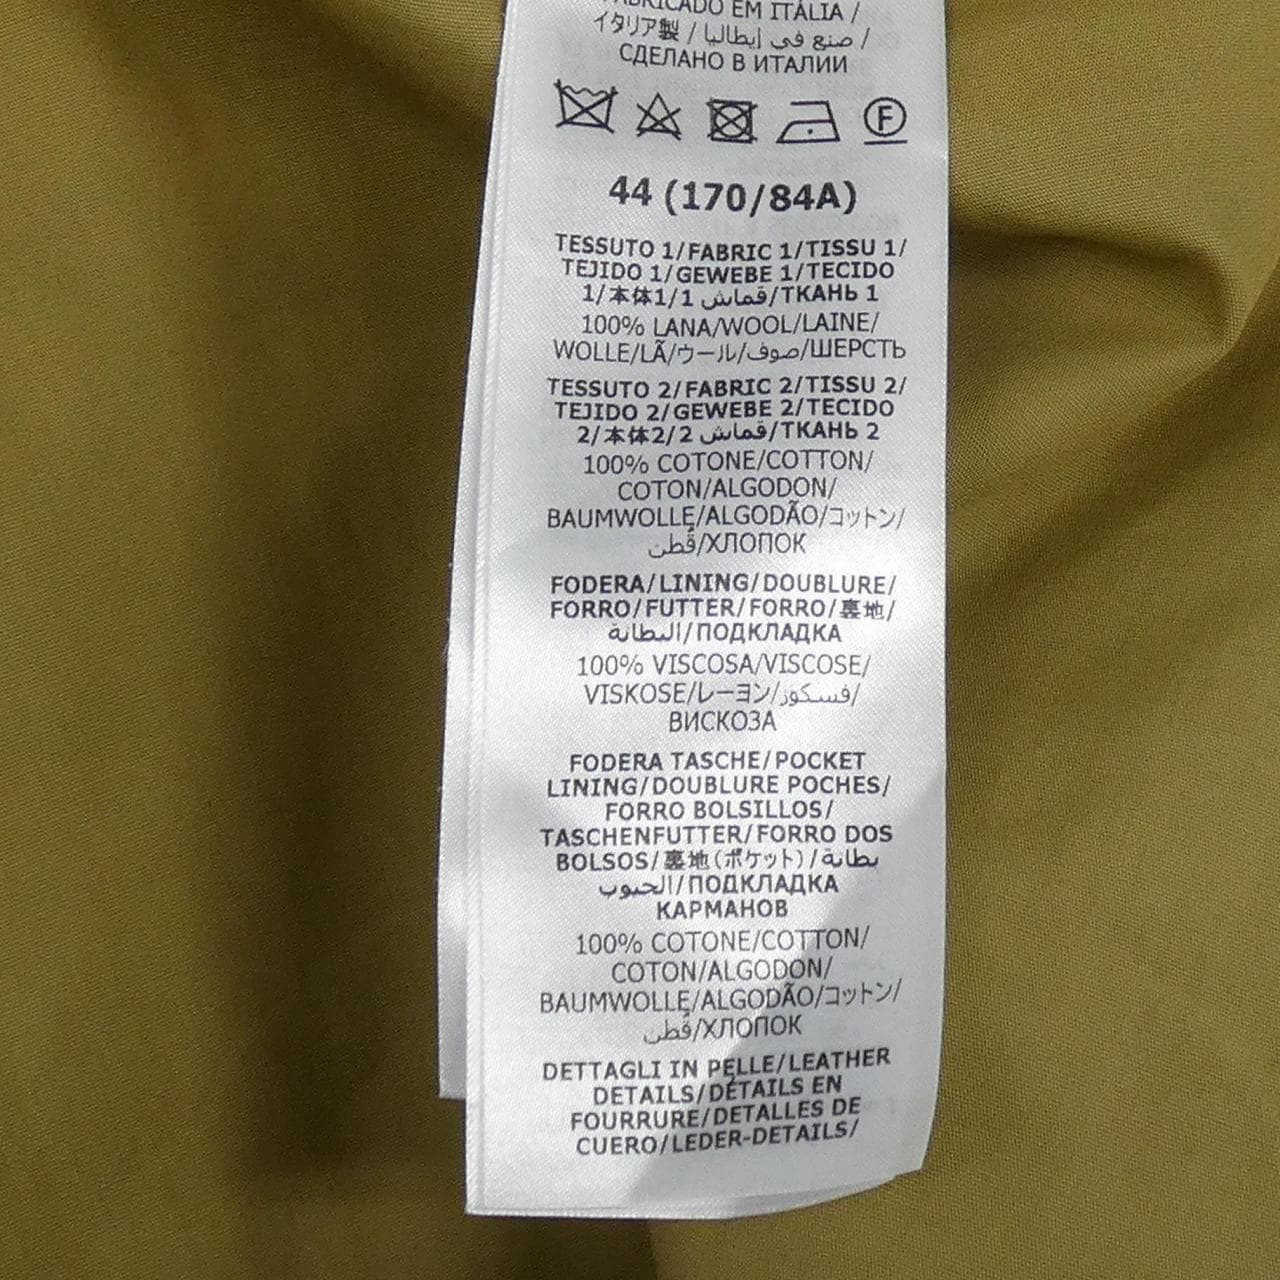 FABRICADO EM ITÁLIA /
イタリア製 / صنع في إيطاليا /
СДЕЛАНО В ИТАЛИИ
F
44 (170/84A)
TESSUTO 1/FABRIC 1/TISSU 1/
TEJIDO 1/GEWEBE 1/TECIDO
1/本体1/1 قماش/ТКАНЬ 1
100% LANA/WOOL/LAINE/
WOLLE/LÃ/ウール/صوف/ШЕРСТЬ
TESSUTO 2/FABRIC 2/TISSU 2/
TEJIDO 2/GEWEBE 2/TECIDO
2/本体2/2 قماش/ТКАНЬ 2
100% COTONE/COTTON/
COTON/ALGODON/
BAUMWOLLE/ALGODÃO/コットン/
قُطن/ХЛОПОК
FODERA/LINING/DOUBLURE/
FORRO/FUTTER/FORRO/裏地/
البطانة/ПОДКЛАДКА
100% VISCOSA/VISCOSE/
VISKOSE/レーヨン/فسكوز/
ВИСКОЗА
FODERA TASCHE/POCKET
LINING/DOUBLURE POCHES/
FORRO BOLSILLOS/
TASCHENFUTTER/FORRO DOS
BOLSOS/裏地(ポケット)/بطانة
الجيوب/ПОДКЛАДКА
КАРМАНОВ
100% COTONE/COTTON/
COTON/ALGODON/
BAUMWOLLE/ALGODÃO/コットン/
قُطن/ХЛОПОК
DETTAGLI IN PELLE/LEATHER
DETAILS/DÉTAILS EN
FOURRURE/DETALLES DE
CUERO/LEDER-DETAILS/